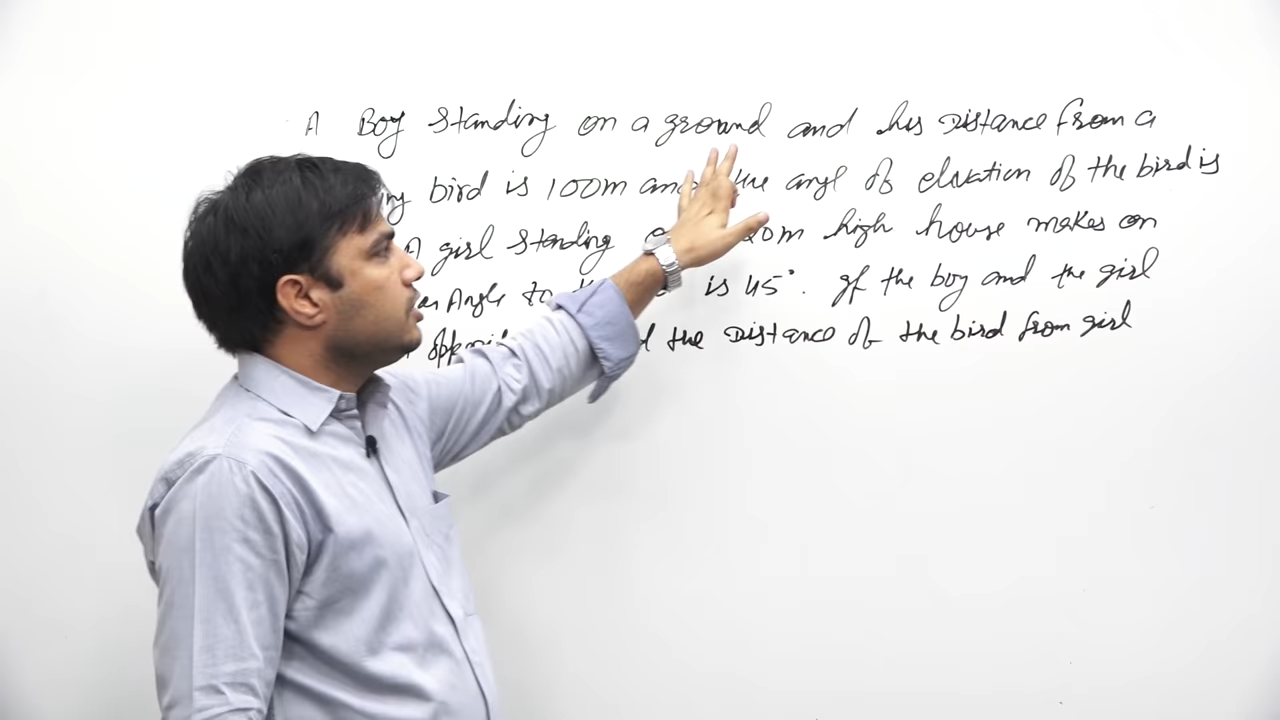 A Boy Standing on a ground and his Distance from a
bird is 100m and the angl of elevation of the bird is
A girl Standing 20m high house makes on
Angle to is 45°. If the boy and the girl
the Distance of the bird from girl